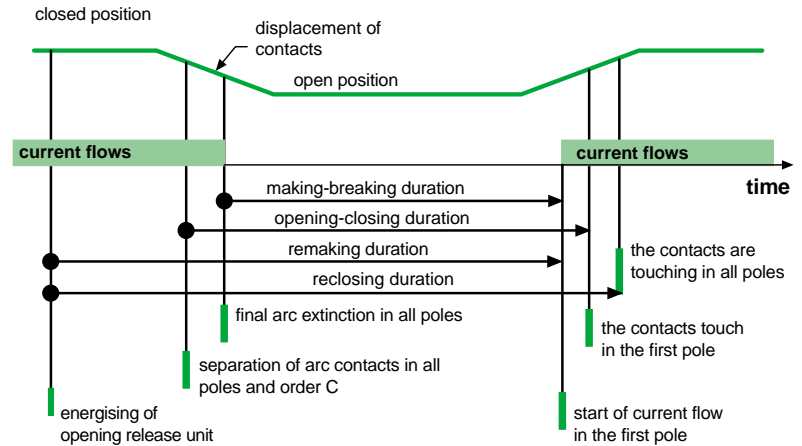 closed position
displacement of
contacts
open position
current flows
current flows
time
making-breaking duration
opening-closing duration
remaking duration
reclosing duration
the contacts are
touching in all poles
final arc extinction in all poles
the contacts touch
in the first pole
separation of arc contacts in all
poles and order C
energising of
opening release unit
start of current flow
in the first pole